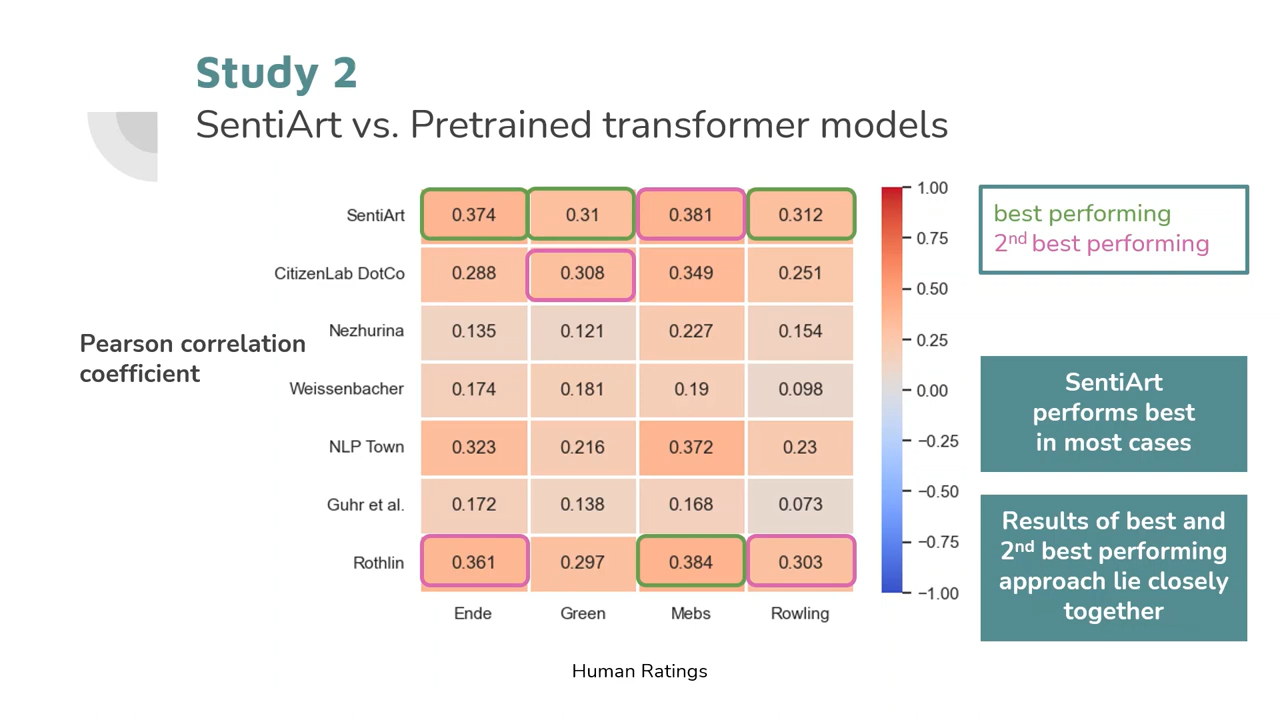 Study 2
SentiArt vs. Pretrained transformer models
Pearson correlation
coefficient
SentiArt 0.374 0.31 0.381 0.312
CitizenLab DotCo 0.288 0.308 0.349 0.251
Nezhurina 0.135 0.121 0.227 0.154
Weissenbacher 0.174 0.181 0.19 0.098
NLP Town 0.323 0.216 0.372 0.23
Guhr et al. 0.172 0.138 0.168 0.073
Rothlin 0.361 0.297 0.384 0.303
Ende Green Mebs Rowling
Human Ratings
1.00
0.75
0.50
0.25
0.00
−0.25
−0.50
−0.75
−1.00
best performing
2nd best performing
SentiArt
performs best
in most cases
Results of best and
2nd best performing
approach lie closely
together